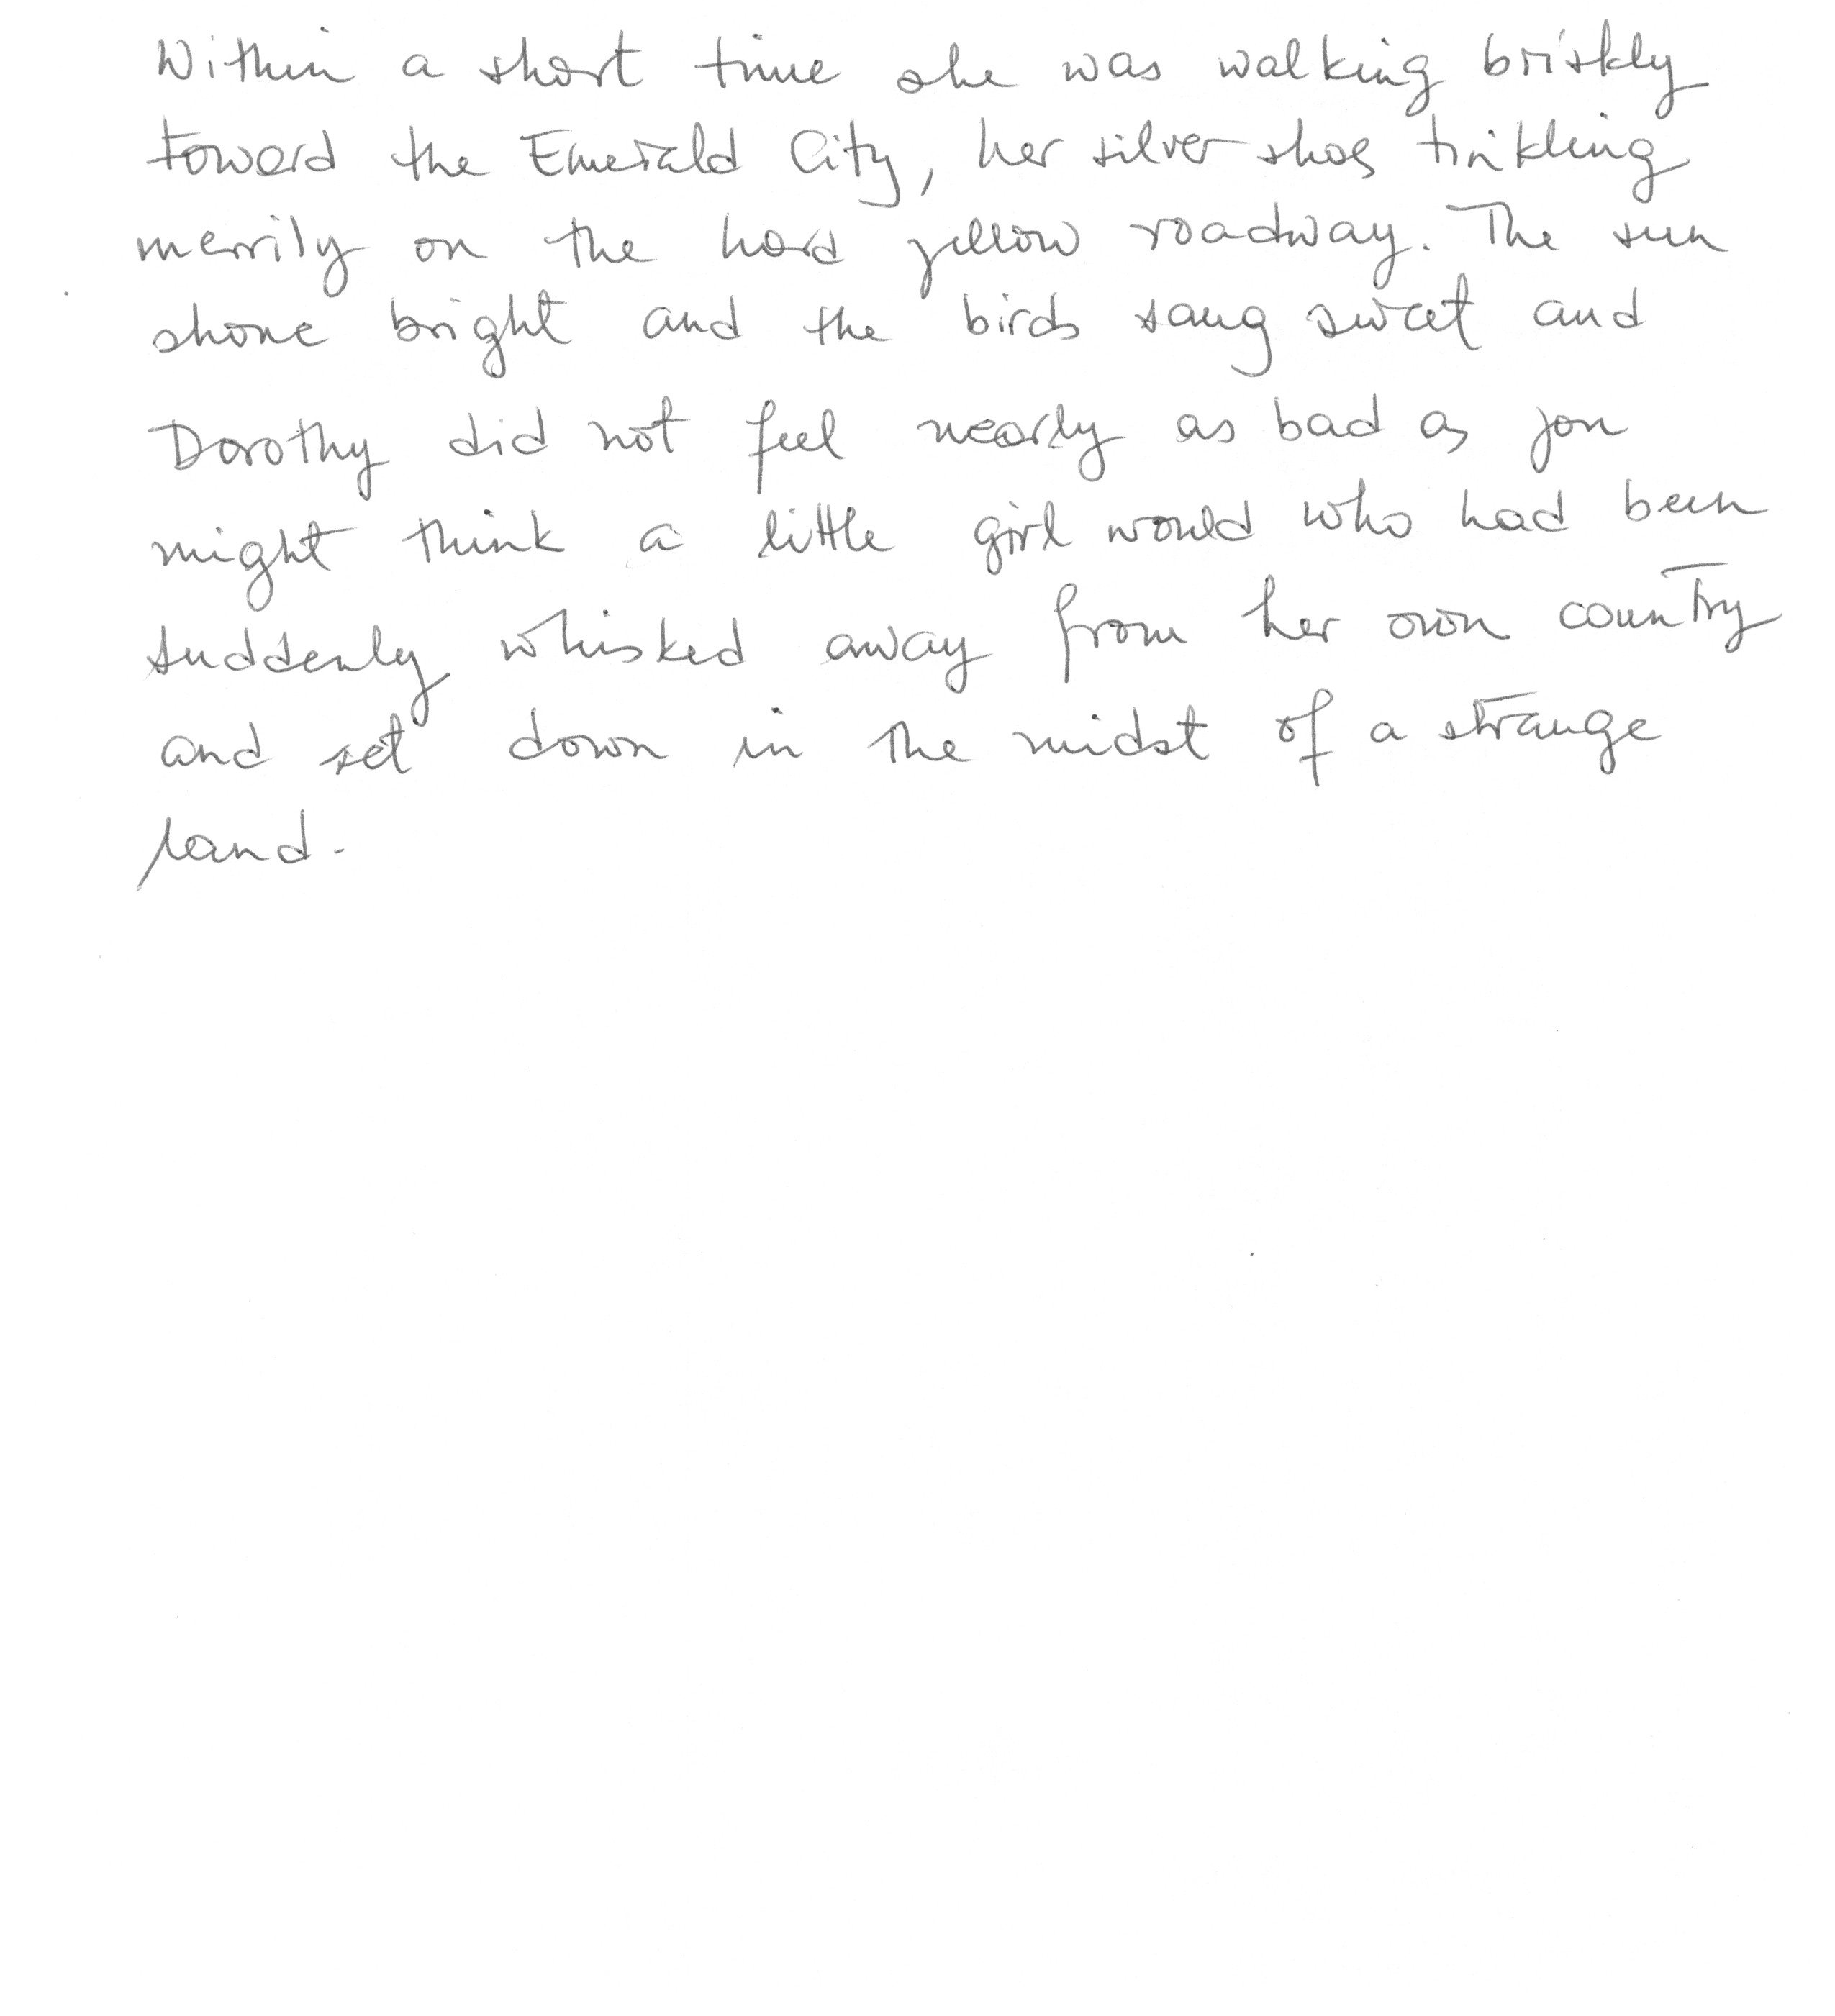 Within a short time she was walking briskly
toward the Emerald City, her silver shoes tinkling
merrily on the hard yellow roadway. The sun
shone bright and the birds sang sweet and
Dorothy did not feel nearly as bad as you
might think a little girl would who had been
suddenly whisked away from her own country
and set down in the midst of a strange
land.